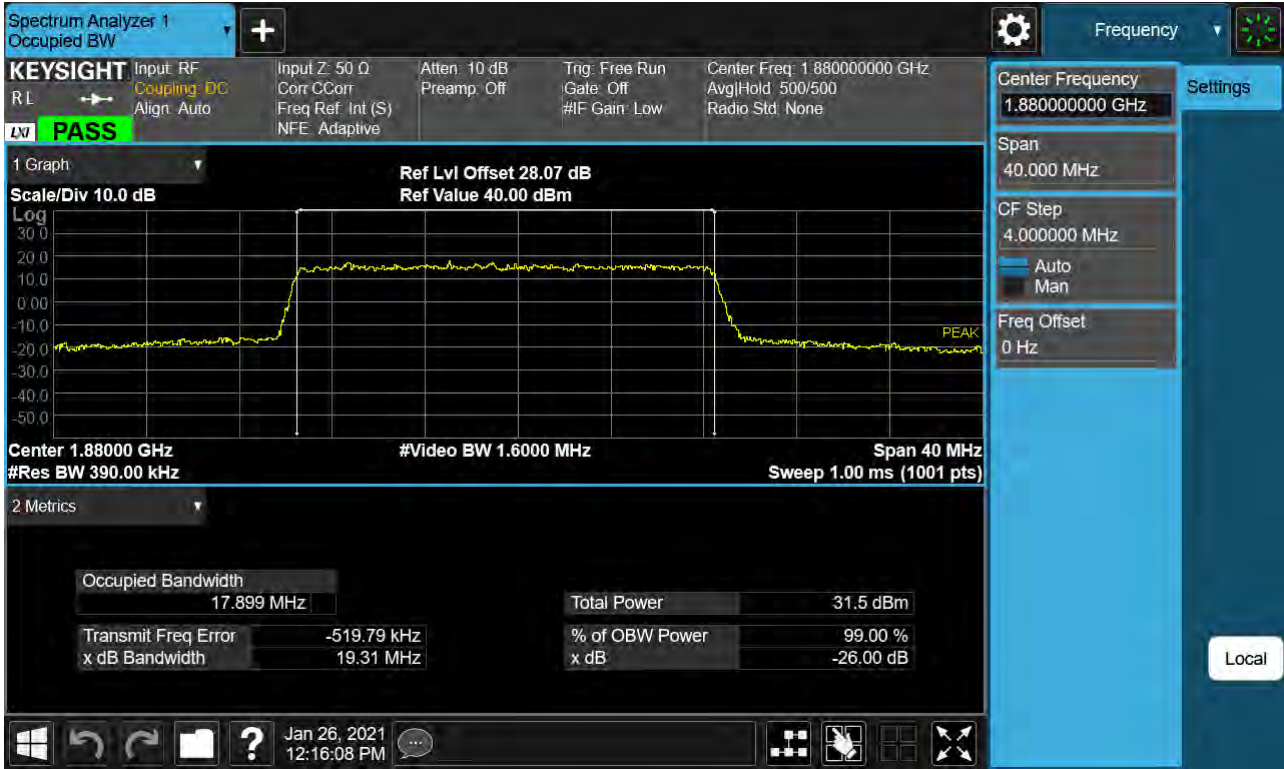 Spectrum Analyzer 1
Occupied BW
+
Frequency
KEYSIGHT
R L
LXI PASS
Input: RF
Coupling: DC
Align: Auto
Input Z: 50 Ω
Corr CCorr
Freq Ref: Int (S)
NFE: Adaptive
Atten: 10 dB
Preamp: Off
Trig: Free Run
Gate: Off
#IF Gain: Low
Center Freq: 1.880000000 GHz
Avg|Hold: 500/500
Radio Std: None
Center Frequency
1.880000000 GHz
Settings
Span
40.000 MHz
CF Step
4.000000 MHz
Auto
Man
Freq Offset
0 Hz
Local
1 Graph
Scale/Div 10.0 dB
Ref Lvl Offset 28.07 dB
Ref Value 40.00 dBm
Log
30.0
20.0
10.0
0.00
-10.0
-20.0
-30.0
-40.0
-50.0
PEAK
Center 1.88000 GHz
#Video BW 1.6000 MHz
Span 40 MHz
#Res BW 390.00 kHz
Sweep 1.00 ms (1001 pts)
2 Metrics
Occupied Bandwidth
17.899 MHz
Total Power 31.5 dBm
Transmit Freq Error -519.79 kHz
% of OBW Power 99.00 %
x dB Bandwidth 19.31 MHz
x dB -26.00 dB
?
Jan 26, 2021
12:16:08 PM